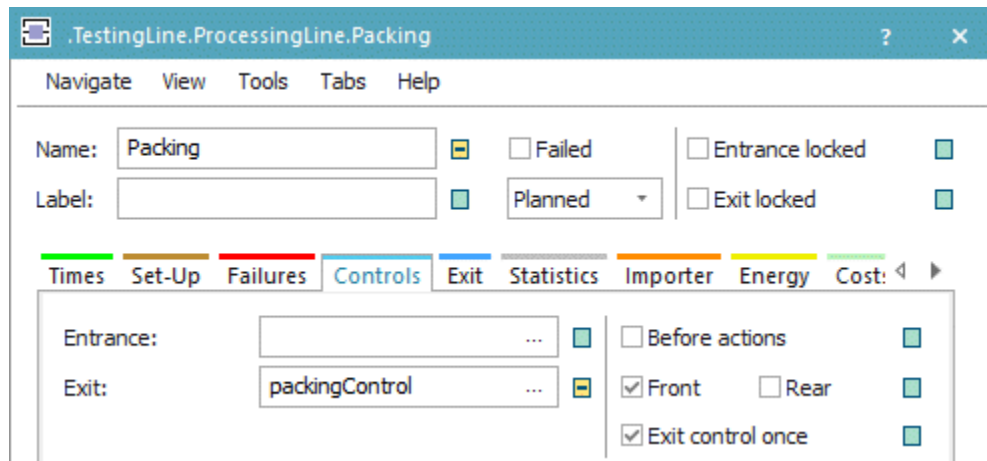 .TestingLine.ProcessingLine.Packing ? ×
Navigate View Tools Tabs Help
Name: Packing Failed Entrance locked
Label: Planned Exit locked
Times Set-Up Failures Controls Exit Statistics Importer Energy Costs
Entrance: ... Before actions
Exit: packingControl ... Front Rear
Exit control once